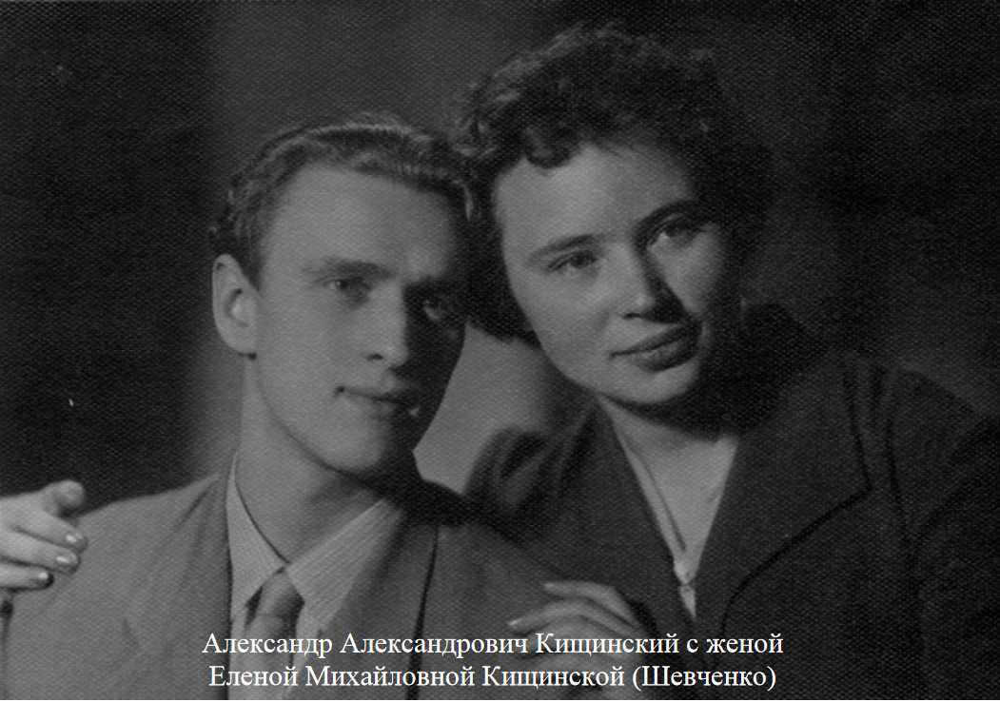 Александр Александрович Кищинский с женой
Еленой Михайловной Кищинской (Шевченко)